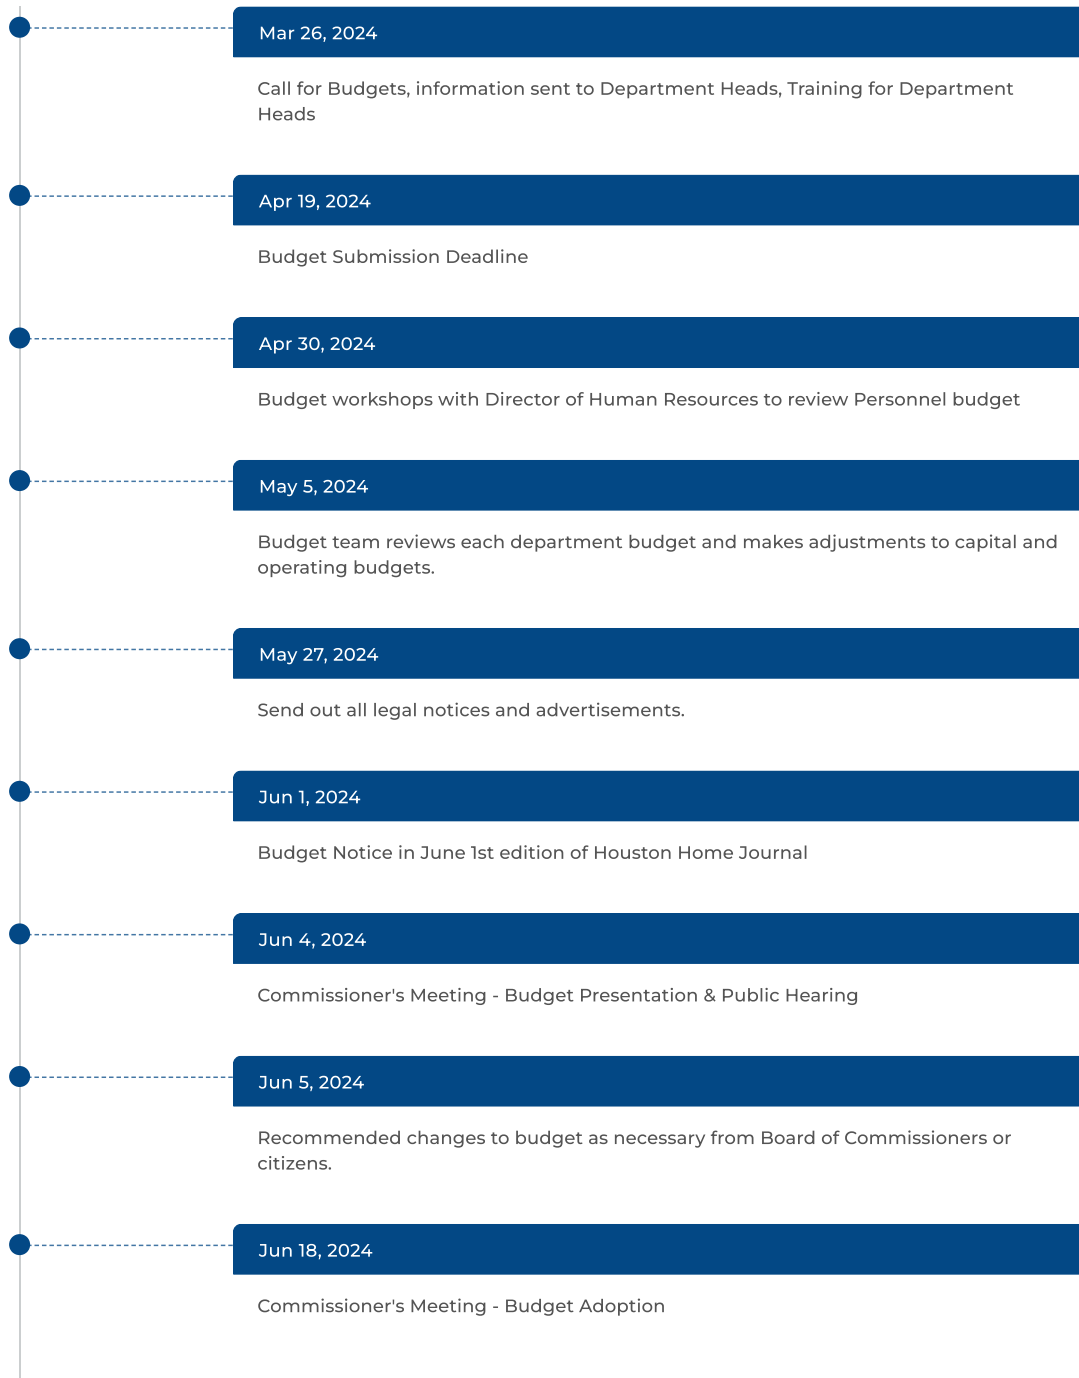 Mar 26, 2024
Call for Budgets, information sent to Department Heads, Training for Department
Heads
Apr 19, 2024
Budget Submission Deadline
Apr 30, 2024
Budget workshops with Director of Human Resources to review Personnel budget
May 5, 2024
Budget team reviews each department budget and makes adjustments to capital and
operating budgets.
May 27, 2024
Send out all legal notices and advertisements.
Jun 1, 2024
Budget Notice in June 1st edition of Houston Home Journal
Jun 4, 2024
Commissioner's Meeting - Budget Presentation & Public Hearing
Jun 5, 2024
Recommended changes to budget as necessary from Board of Commissioners or
citizens.
Jun 18, 2024
Commissioner's Meeting - Budget Adoption